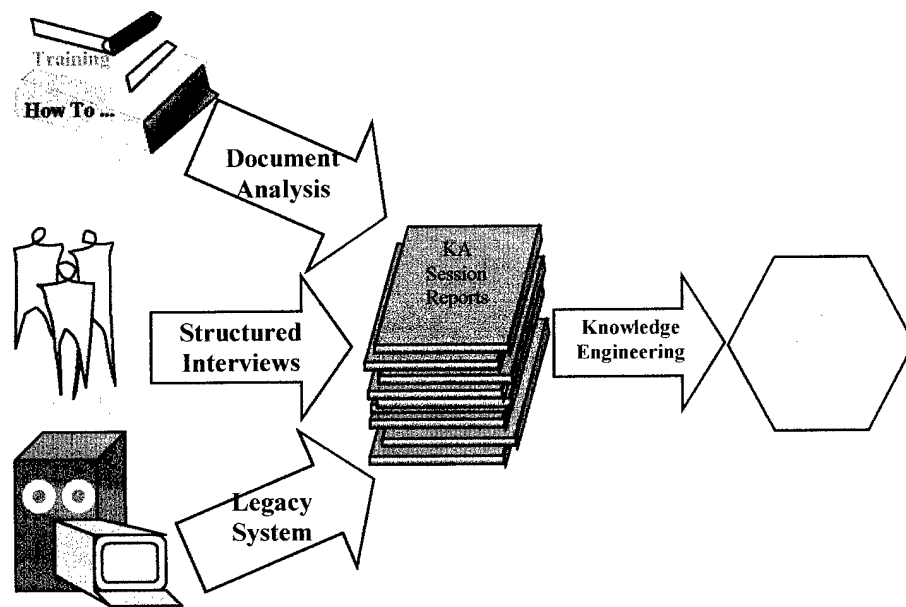 Training
How To ...
Document
Analysis
Structured
Interviews
Legacy
System
KA
Session
Reports
Knowledge
Engineering